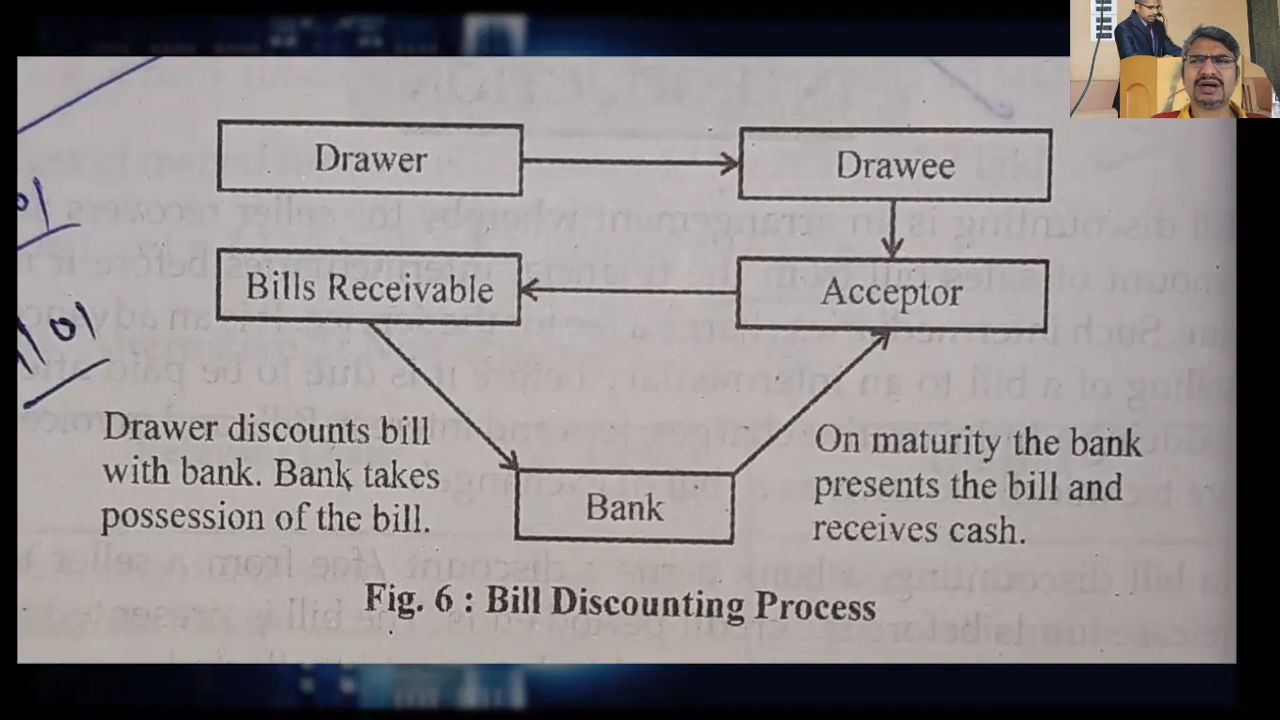 Drawer
Drawee
Bills Receivable
Acceptor
Drawer discounts bill
with bank. Bank takes
possession of the bill.
Bank
On maturity the bank
presents the bill and
receives cash.
Fig. 6 : Bill Discounting Process